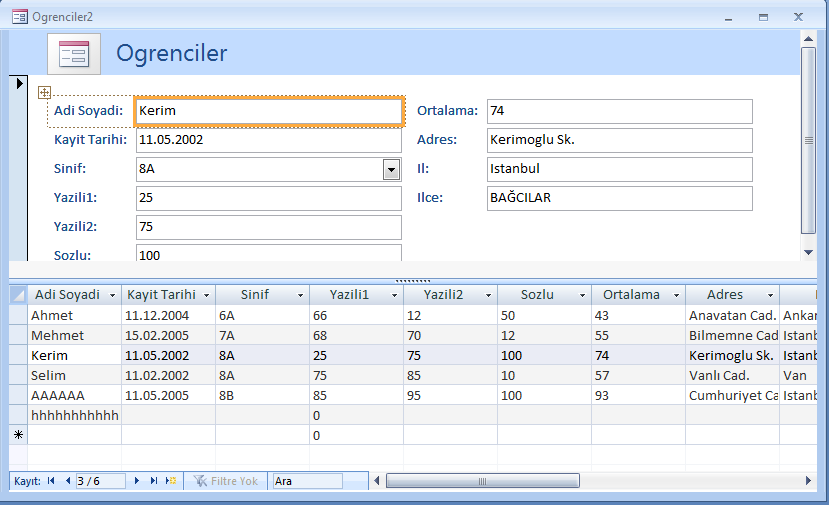 Ogrenciler2
Ogrenciler
Adi Soyadi: Kerim Ortalama: 74
Kayit Tarihi: 11.05.2002 Adres: Kerimoglu Sk.
Sinif: 8A Il: Istanbul
Yazili1: 25 Ilce: BAĞCILAR
Yazili2: 75
Sozlu: 100
Adi Soyadi Kayit Tarihi Sinif Yazili1 Yazili2 Sozlu Ortalama Adres
Ahmet 11.12.2004 6A 66 12 50 43 Anavatan Cad. Ankar
Mehmet 15.02.2005 7A 68 70 12 55 Bilmemne Cad Istanb
Kerim 11.05.2002 8A 25 75 100 74 Kerimoglu Sk. Istanb
Selim 11.02.2002 8A 75 85 10 57 Vanlı Cad. Van
AAAAAA 11.05.2005 8B 85 95 100 93 Cumhuriyet Ca Istanb
hhhhhhhhhhh 0
0
Kayıt: 3 / 6 Filtre Yok Ara